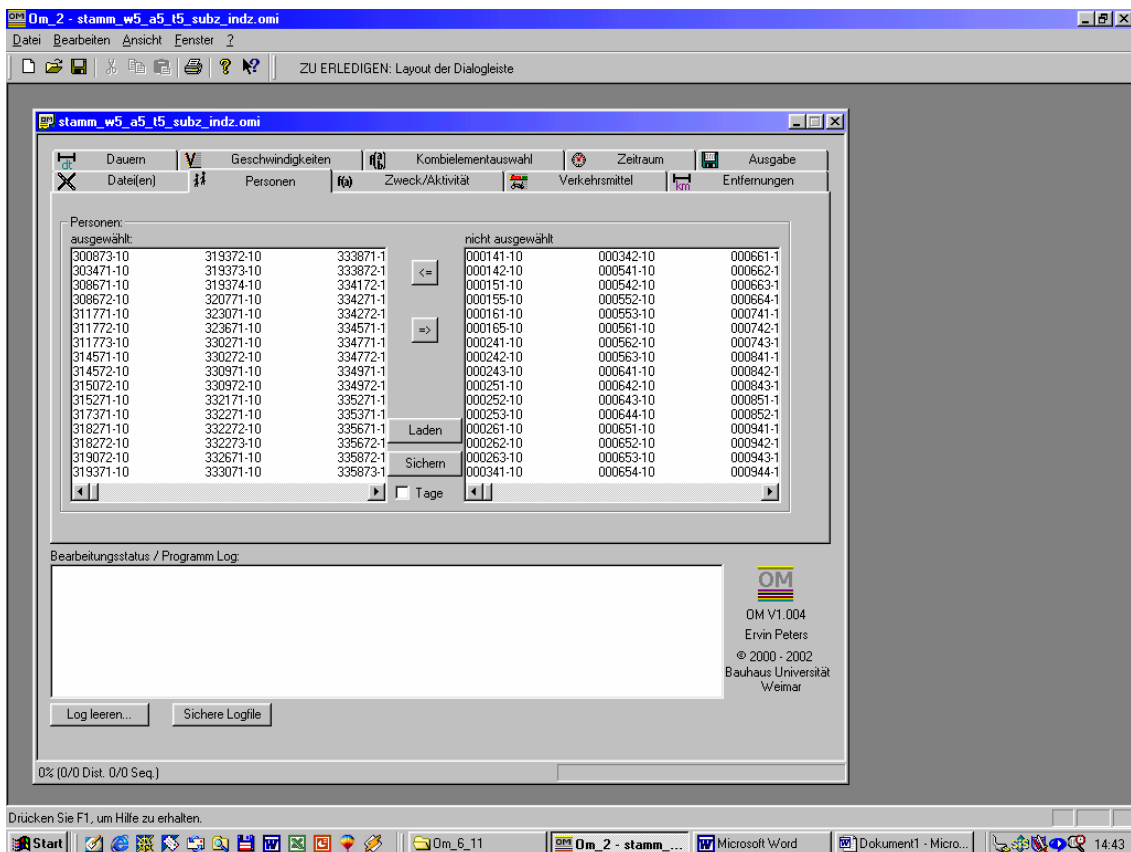 Om_2 - stamm_w5_a5_t5_subz_indz.omi
Datei Bearbeiten Ansicht Fenster ?
ZU ERLEDIGEN: Layout der Dialogleiste
stamm_w5_a5_t5_subz_indz.omi
dt Dauern V Geschwindigkeiten f(a/b) Kombielementauswahl Zeitraum Ausgabe
Datei(en) Personen f(a) Zweck/Aktivität Verkehrsmittel km Entfernungen
Personen:
ausgewählt: nicht ausgewählt
300873-10 319372-10 333871-1 000141-10 000342-10 000661-1
303471-10 319373-10 333872-1 <= 000142-10 000541-10 000662-1
308671-10 319374-10 334172-1 000151-10 000542-10 000663-1
308672-10 320771-10 334271-1 000155-10 000552-10 000664-1
311771-10 323071-10 334272-1 000161-10 000553-10 000741-1
311772-10 323671-10 334571-1 => 000165-10 000561-10 000742-1
311773-10 330271-10 334771-1 000241-10 000562-10 000743-1
314571-10 330272-10 334772-1 000242-10 000563-10 000841-1
314572-10 330971-10 334971-1 000243-10 000641-10 000842-1
315072-10 330972-10 334972-1 000251-10 000642-10 000843-1
315271-10 332171-10 335271-1 000252-10 000643-10 000851-1
317371-10 332271-10 335371-1 000253-10 000644-10 000852-1
318271-10 332272-10 335671-1 Laden 000261-10 000651-10 000941-1
318272-10 332273-10 335672-1 000262-10 000652-10 000942-1
319072-10 332671-10 335872-1 Sichern 000263-10 000653-10 000943-1
319371-10 333071-10 335873-1 000341-10 000654-10 000944-1
Tage
Bearbeitungsstatus / Programm Log:
OM
OM V1.004
Ervin Peters
© 2000 - 2002
Bauhaus Universität
Weimar
Log leeren... Sichere Logfile
0% (0/0 Dist. 0/0 Seq.)
Drücken Sie F1, um Hilfe zu erhalten.
Start Om_6_11 Om_2 - stamm_... Microsoft Word Dokument1 - Micro... 14:43